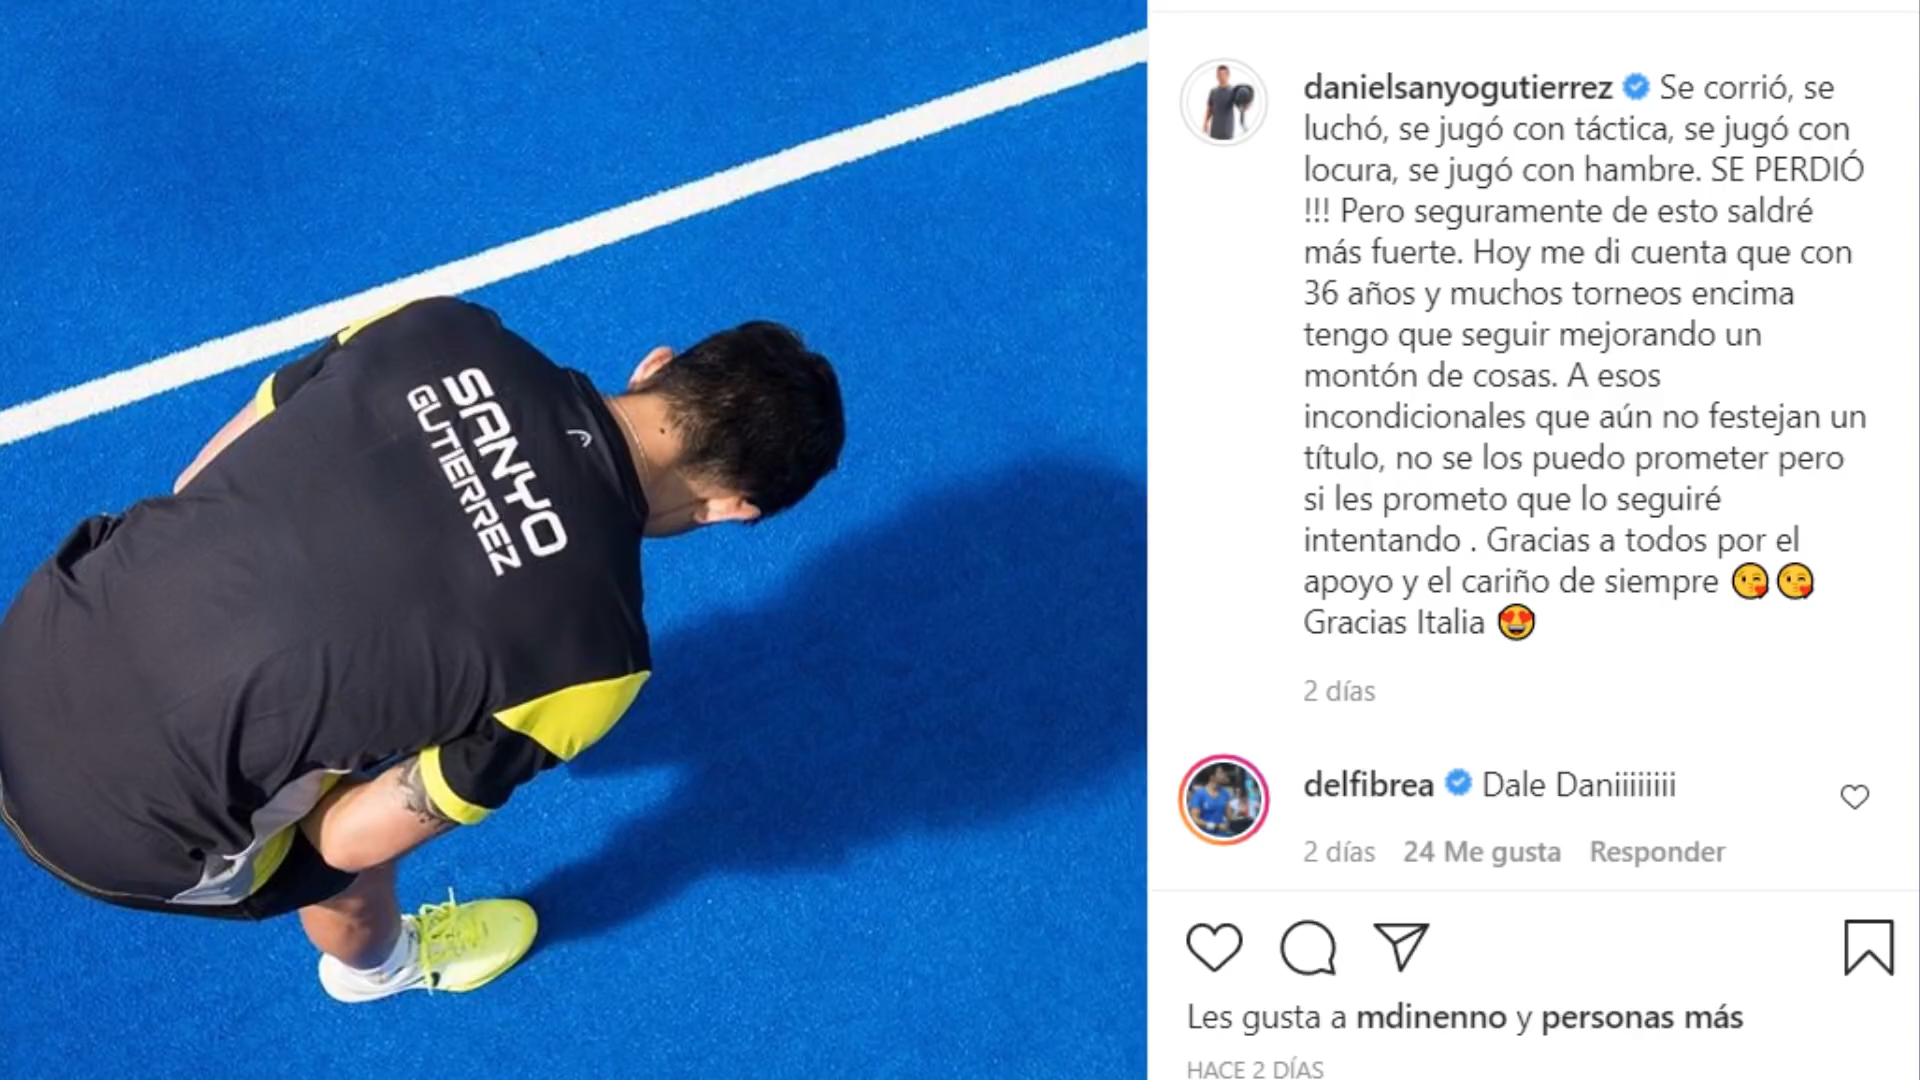 SANYO
GUTIERREZ
danielsanyogutierrez Se corrió, se
luchó, se jugó con táctica, se jugó con
locura, se jugó con hambre. SE PERDIÓ
!!! Pero seguramente de esto saldré
más fuerte. Hoy me di cuenta que con
36 años y muchos torneos encima
tengo que seguir mejorando un
montón de cosas. A esos
incondicionales que aún no festejan un
título, no se los puedo prometer pero
si les prometo que lo seguiré
intentando . Gracias a todos por el
apoyo y el cariño de siempre 😘😘
Gracias Italia 😍
2 días
delfibrea Dale Daniiiiiiiii
2 días 24 Me gusta Responder
Les gusta a mdinenno y personas más
HACE 2 DÍAS